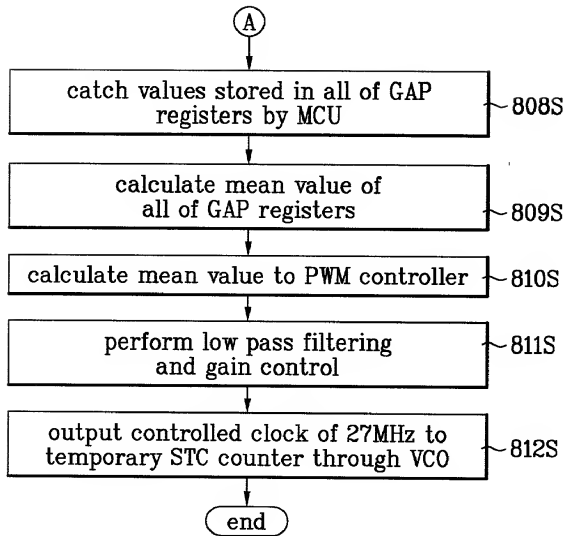 A
catch values stored in all of GAP
registers by MCU
808S
calculate mean value of
all of GAP registers
809S
calculate mean value to PWM controller
810S
perform low pass filtering
and gain control
811S
output controlled clock of 27MHz to
temporary STC counter through VCO
812S
end